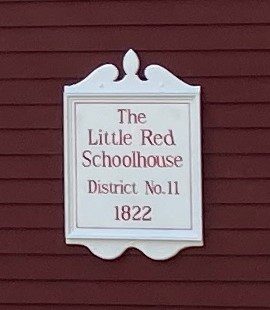 The
Little Red
Schoolhouse
District No.11
1822